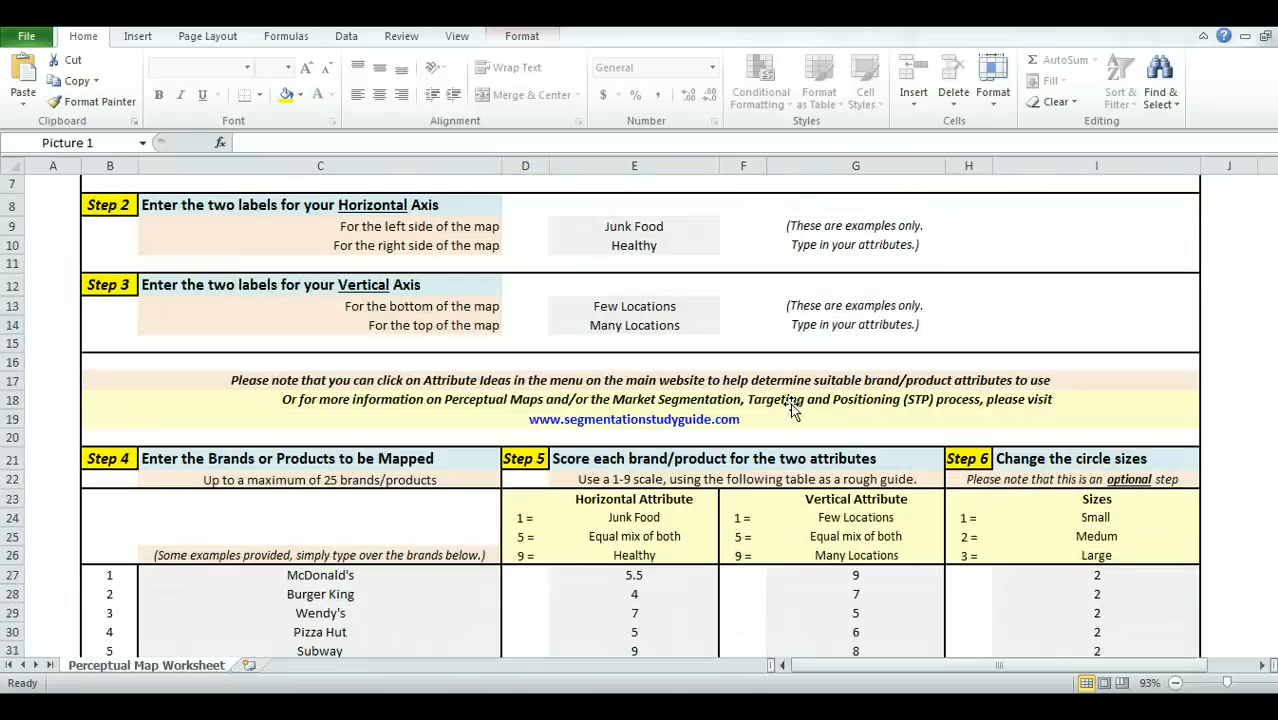 File Home Insert Page Layout Formulas Data Review View Format
Cut
Copy
Format Painter
Paste
Wrap Text
Merge & Center
General
Conditional Formatting
Format as Table
Cell Styles
Insert Delete Format
AutoSum
Fill
Clear
Sort & Filter
Find & Select
Clipboard Font Alignment Number Styles Cells Editing
Picture 1 fx
A B C D E F G H I J
7
8 Step 2 Enter the two labels for your Horizontal Axis
9 For the left side of the map Junk Food (These are examples only.
10 For the right side of the map Healthy Type in your attributes.)
11
12 Step 3 Enter the two labels for your Vertical Axis
13 For the bottom of the map Few Locations (These are examples only.
14 For the top of the map Many Locations Type in your attributes.)
15
16
17 Please note that you can click on Attribute Ideas in the menu on the main website to help determine suitable brand/product attributes to use
18 Or for more information on Perceptual Maps and/or the Market Segmentation, Targeting and Positioning (STP) process, please visit
19 www.segmentationstudyguide.com
20
21 Step 4 Enter the Brands or Products to be Mapped Step 5 Score each brand/product for the two attributes Step 6 Change the circle sizes
22 Up to a maximum of 25 brands/products Use a 1-9 scale, using the following table as a rough guide. Please note that this is an optional step
23 Horizontal Attribute Vertical Attribute Sizes
24 1 = Junk Food 1 = Few Locations 1 = Small
25 5 = Equal mix of both 5 = Equal mix of both 2 = Medum
26 (Some examples provided, simply type over the brands below.) 9 = Healthy 9 = Many Locations 3 = Large
27 1 McDonald's 5.5 9 2
28 2 Burger King 4 7 2
29 3 Wendy's 7 5 2
30 4 Pizza Hut 5 6 2
31 5 Subway 9 8 2
Perceptual Map Worksheet
Ready 93%